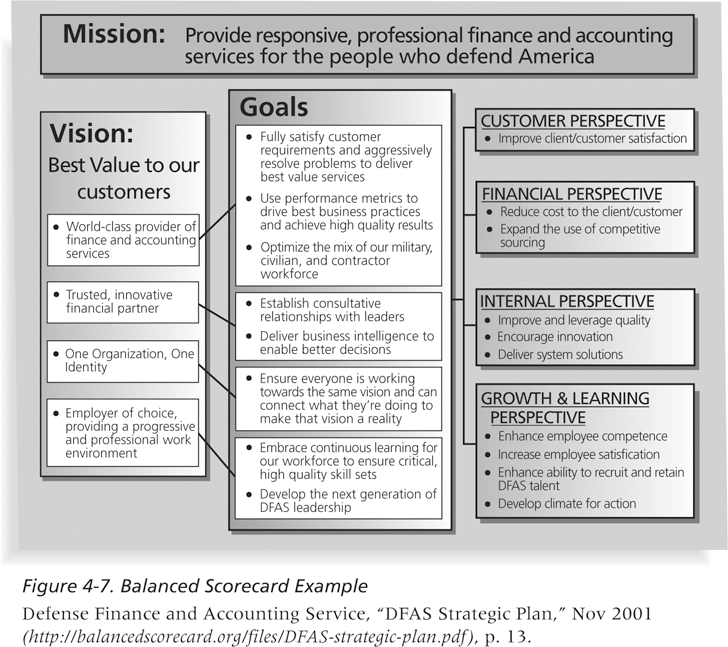 Mission: Provide responsive, professional finance and accounting
services for the people who defend America
Vision:
Best Value to our
customers
• World-class provider of
finance and accounting
services
• Trusted, innovative
financial partner
• One Organization, One
Identity
• Employer of choice,
providing a progressive
and professional work
environment
Goals
• Fully satisfy customer
requirements and aggressively
resolve problems to deliver
best value services
• Use performance metrics to
drive best business practices
and achieve high quality results
• Optimize the mix of our military,
civilian, and contractor
workforce
• Establish consultative
relationships with leaders
• Deliver business intelligence to
enable better decisions
• Ensure everyone is working
towards the same vision and can
connect what they’re doing to
make that vision a reality
• Embrace continuous learning for
our workforce to ensure critical,
high quality skill sets
• Develop the next generation of
DFAS leadership
CUSTOMER PERSPECTIVE
• Improve client/customer satisfaction
FINANCIAL PERSPECTIVE
• Reduce cost to the client/customer
• Expand the use of competitive
sourcing
INTERNAL PERSPECTIVE
• Improve and leverage quality
• Encourage innovation
• Deliver system solutions
GROWTH & LEARNING
PERSPECTIVE
• Enhance employee competence
• Increase employee satisfication
• Enhance ability to recruit and retain
DFAS talent
• Develop climate for action
Figure 4-7. Balanced Scorecard Example
Defense Finance and Accounting Service, “DFAS Strategic Plan,” Nov 2001
(http://balancedscorecard.org/files/DFAS-strategic-plan.pdf), p. 13.